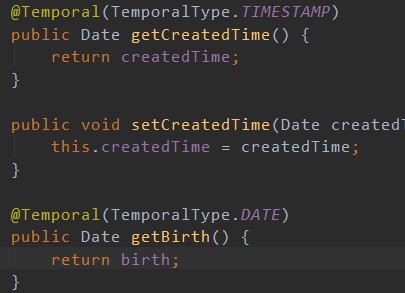 @Temporal(TemporalType.TIMESTAMP)
public Date getCreatedTime() {
return createdTime;
}
public void setCreatedTime(Date
this.createdTime = createdTime;
}
@Temporal(TemporalType.DATE)
public Date getBirth() {
return birth;
}